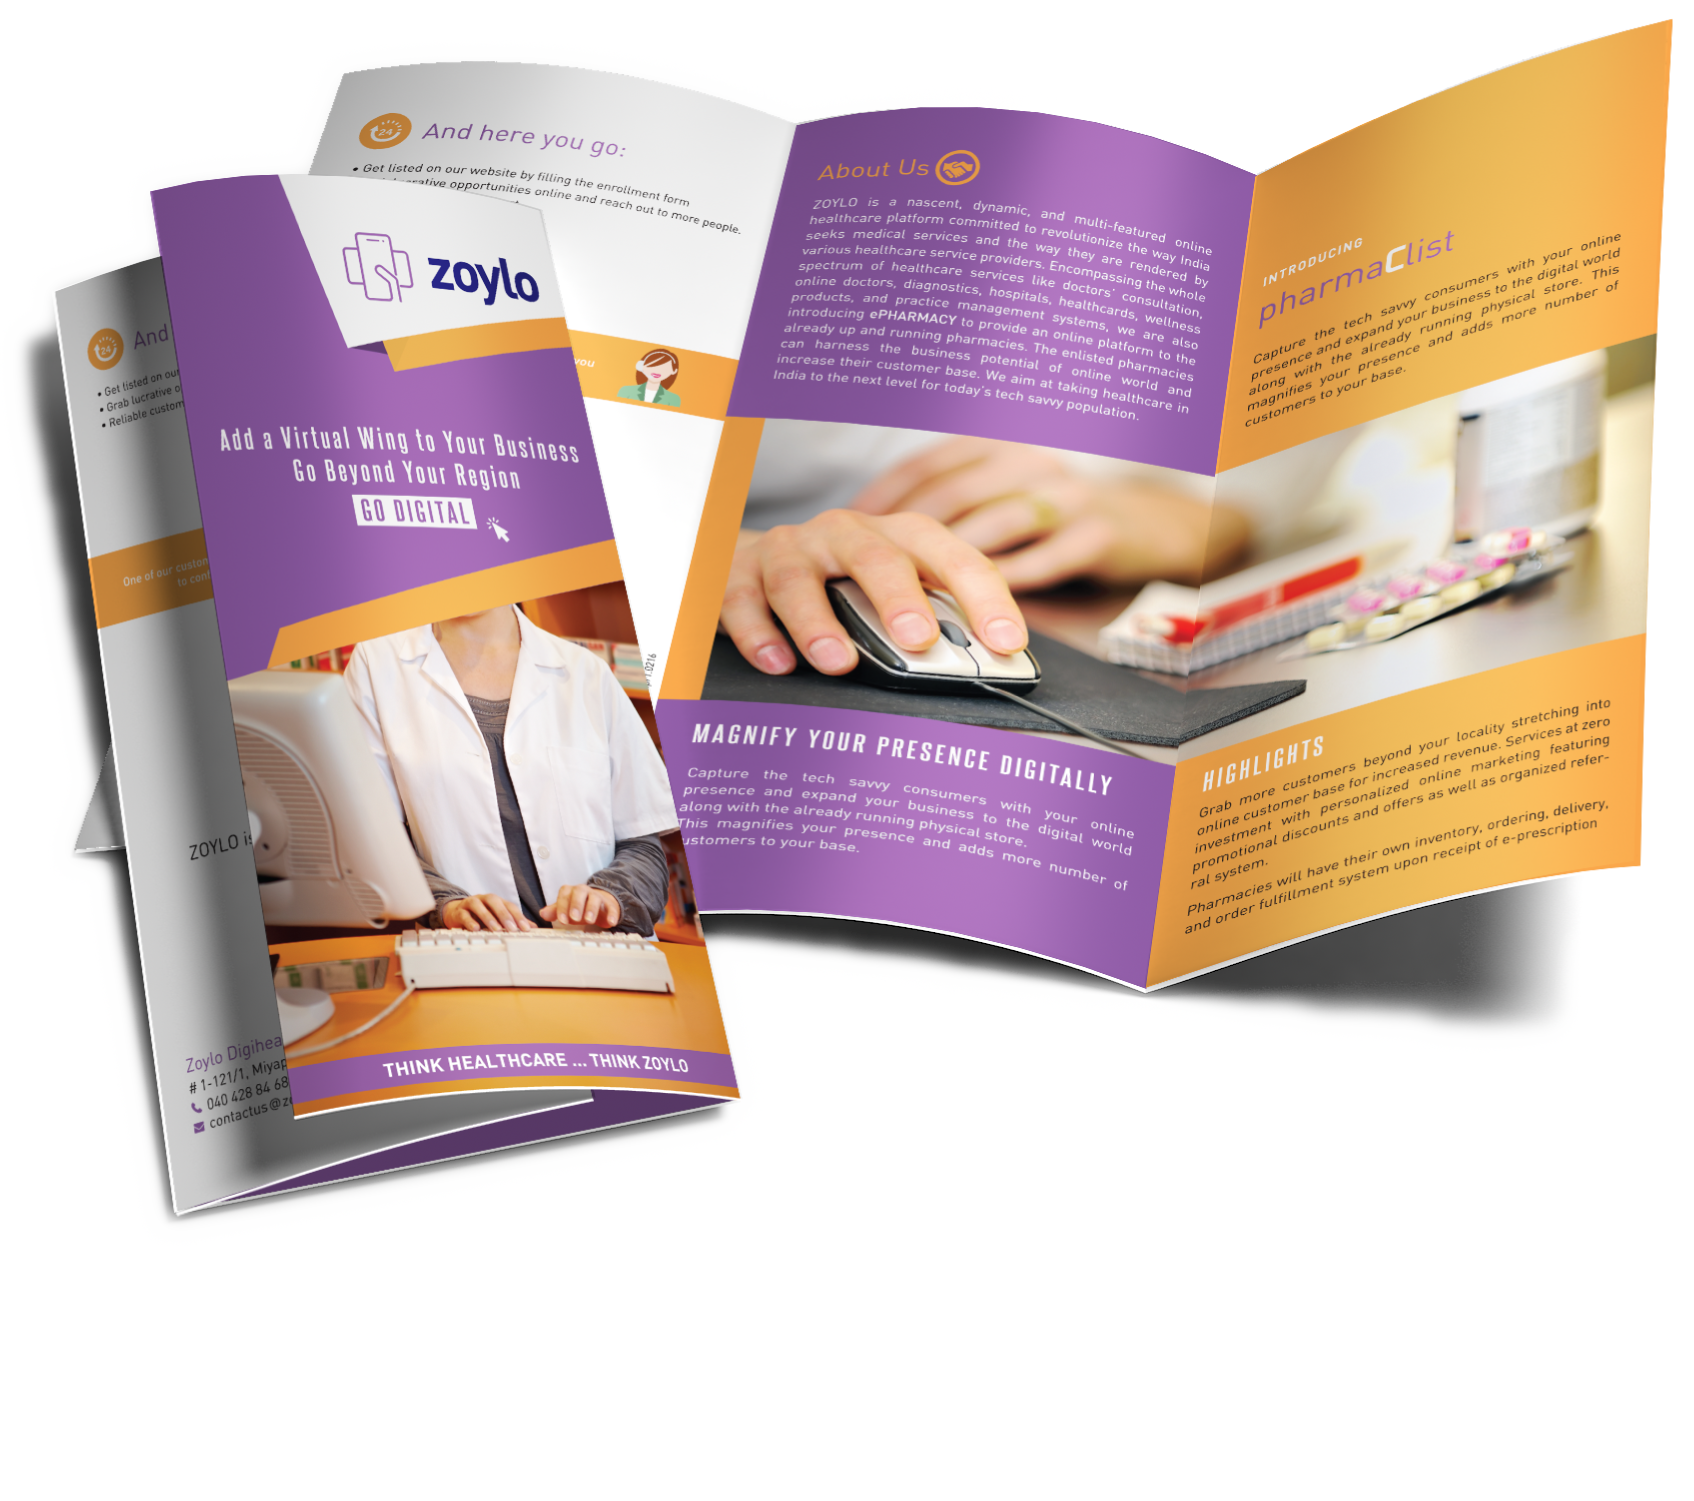 And here you go:
• Get listed on our website by filling the enrollment form
opportunities online and reach out to more people.
you
1.0216
About Us
ZOYLO is a nascent, dynamic, and multi-featured online
healthcare platform committed to revolutionize the way India
seeks medical services and the way they are rendered by
various healthcare service providers. Encompassing the whole
spectrum of healthcare services like doctors' consultation,
online doctors, diagnostics, hospitals, healthcards, wellness
products, and practice management systems, we are also
introducing ePHARMACY to provide an online platform to the
already up and running pharmacies. The enlisted pharmacies
can harness the business potential of online world and
increase their customer base. We aim at taking healthcare in
India to the next level for today's tech savvy population.
MAGNIFY YOUR PRESENCE DIGITALLY
Capture the tech savvy consumers with your online
presence and expand your business to the digital world
along with the already running physical store.
This magnifies your presence and adds more number of
ustomers to your base.
INTRODUCING
pharmaClist
Capture the tech savvy consumers with your online
presence and expand your business to the digital world
along with the already running physical store. This
magnifies your presence and adds more number of
customers to your base.
HIGHLIGHTS
Grab more customers beyond your locality stretching into
online customer base for increased revenue. Services at zero
investment with personalized online marketing featuring
promotional discounts and offers as well as organized refer-
ral system.
Pharmacies will have their own inventory, ordering, delivery,
and order fulfillment system upon receipt of e-prescription
zoylo
Add a Virtual Wing to Your Business
Go Beyond Your Region
GO DIGITAL
THINK HEALTHCARE ... THINK ZOYLO
24
And
• Get listed on our
• Grab lucrative o
• Reliable custom
One of our custom
to conf
ZOYLO is
Zoylo Digihea
# 1-121/1, Miyap
040 428 84 68
contactus@zo